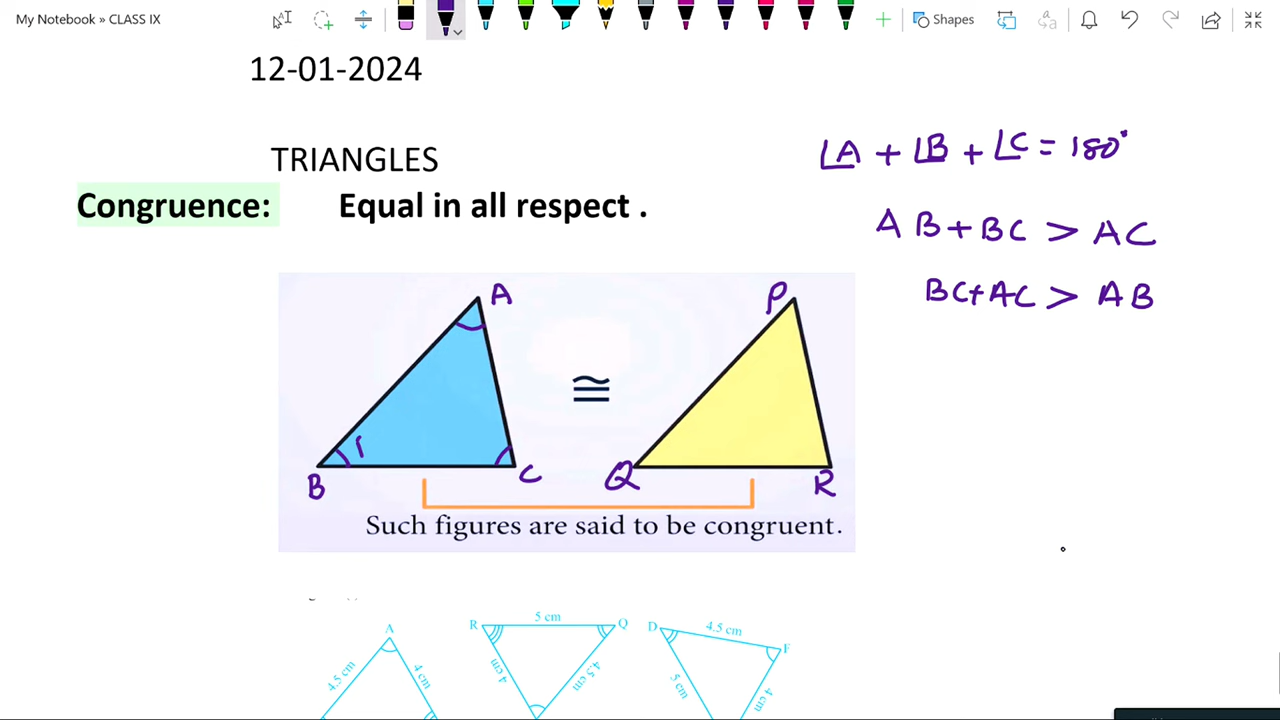 My Notebook » CLASS IX
Shapes
12-01-2024
TRIANGLES
Congruence: Equal in all respect .
∠A + ∠B + ∠C = 180°
AB + BC > AC
BC + AC > AB
A
B
C
≅
P
Q
R
Such figures are said to be congruent.
A
4.5 cm
4 cm
R
5 cm
Q
4 cm
4.5 cm
D
4.5 cm
F
5 cm
4 cm